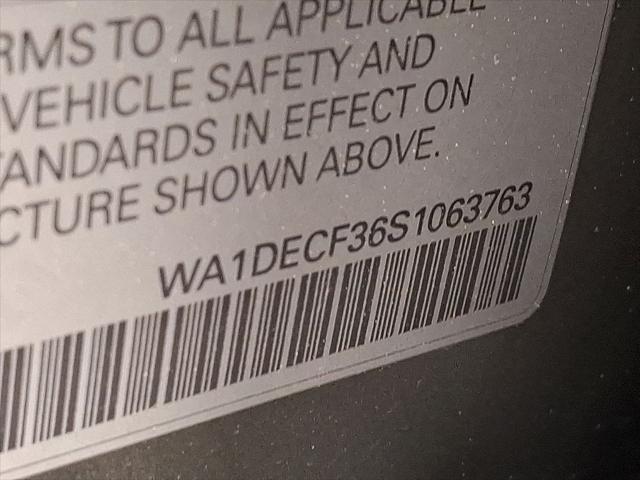 RMS TO ALL APPLICABLE
VEHICLE SAFETY AND
ANDARDS IN EFFECT ON
CTURE SHOWN ABOVE.
WA1DECF36S1063763